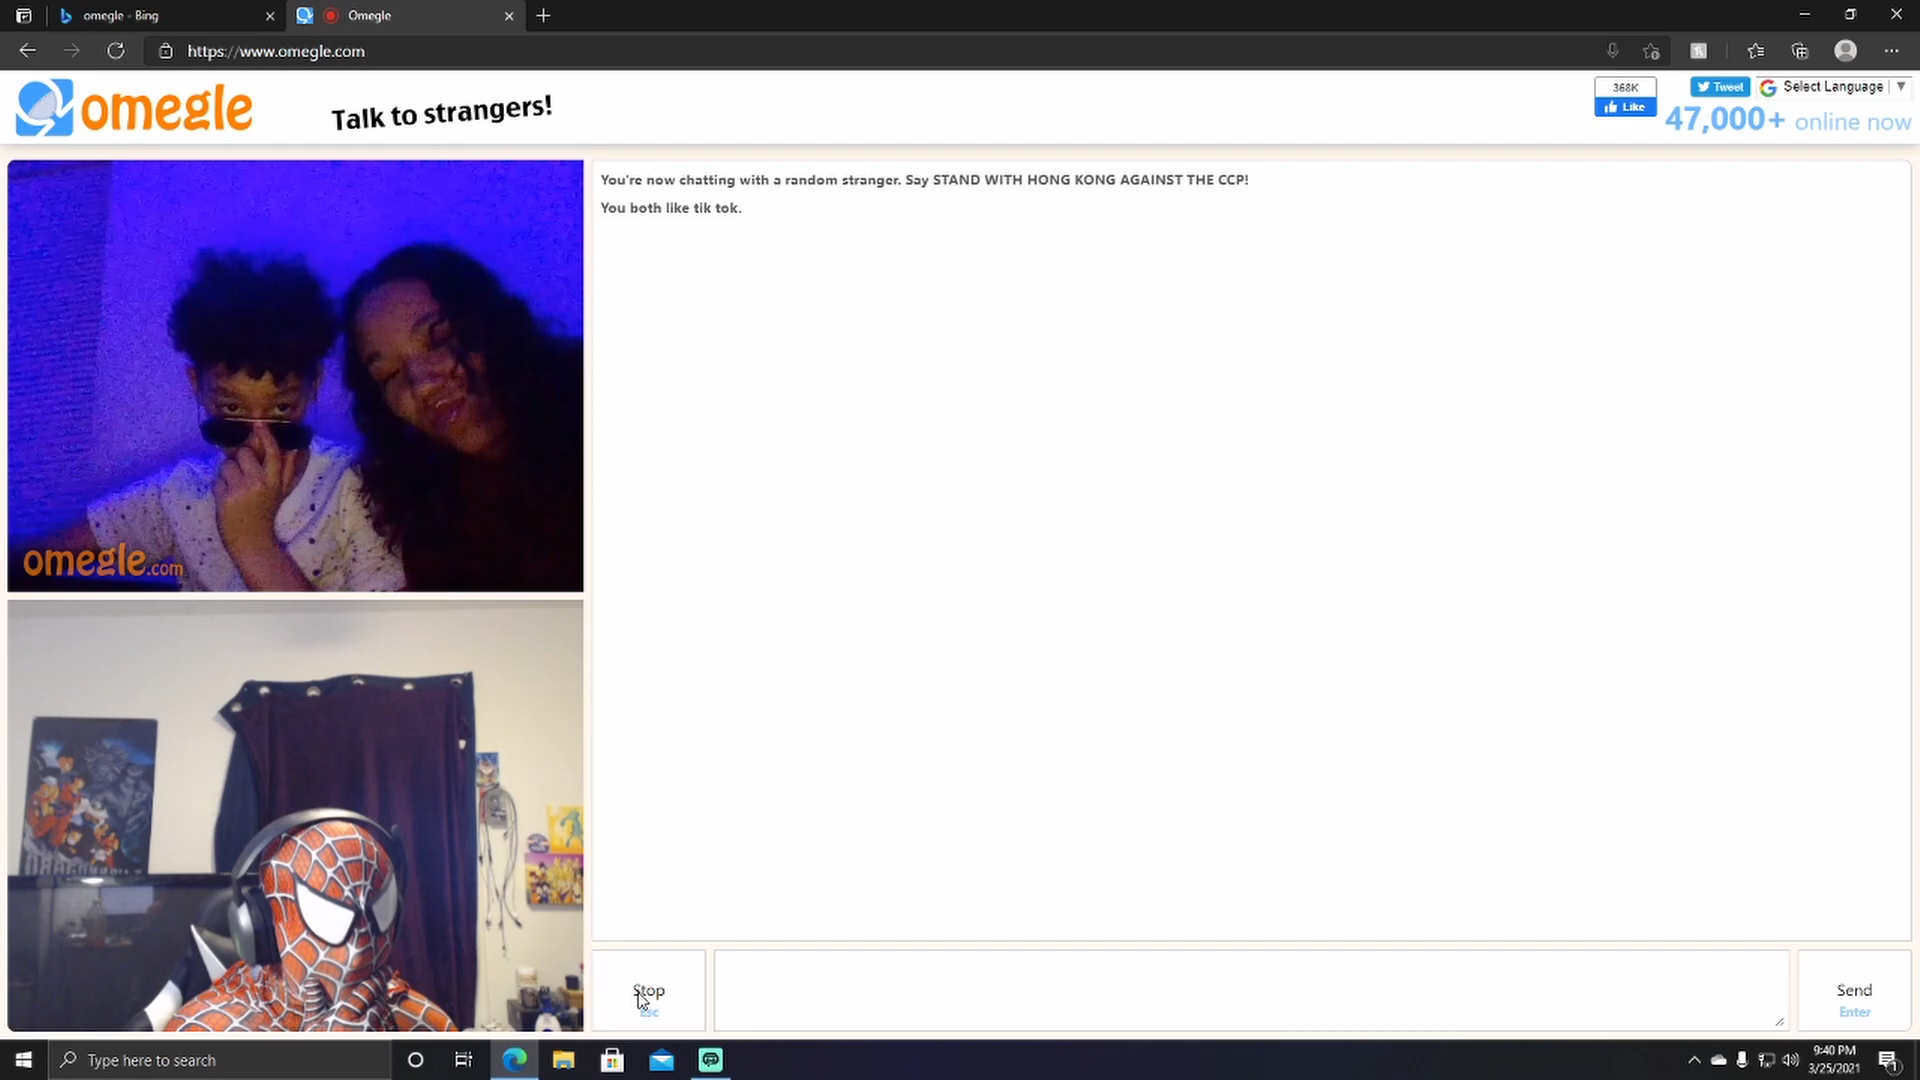 omegle - Bing
Omegle
https://www.omegle.com
omegle
Talk to strangers!
368K
Like
Tweet
Select Language
47,000+ online now
You're now chatting with a random stranger. Say STAND WITH HONG KONG AGAINST THE CCP!
You both like tik tok.
omegle.com
Stop
Esc
Send
Enter
Type here to search
9:40 PM
3/25/2021
1